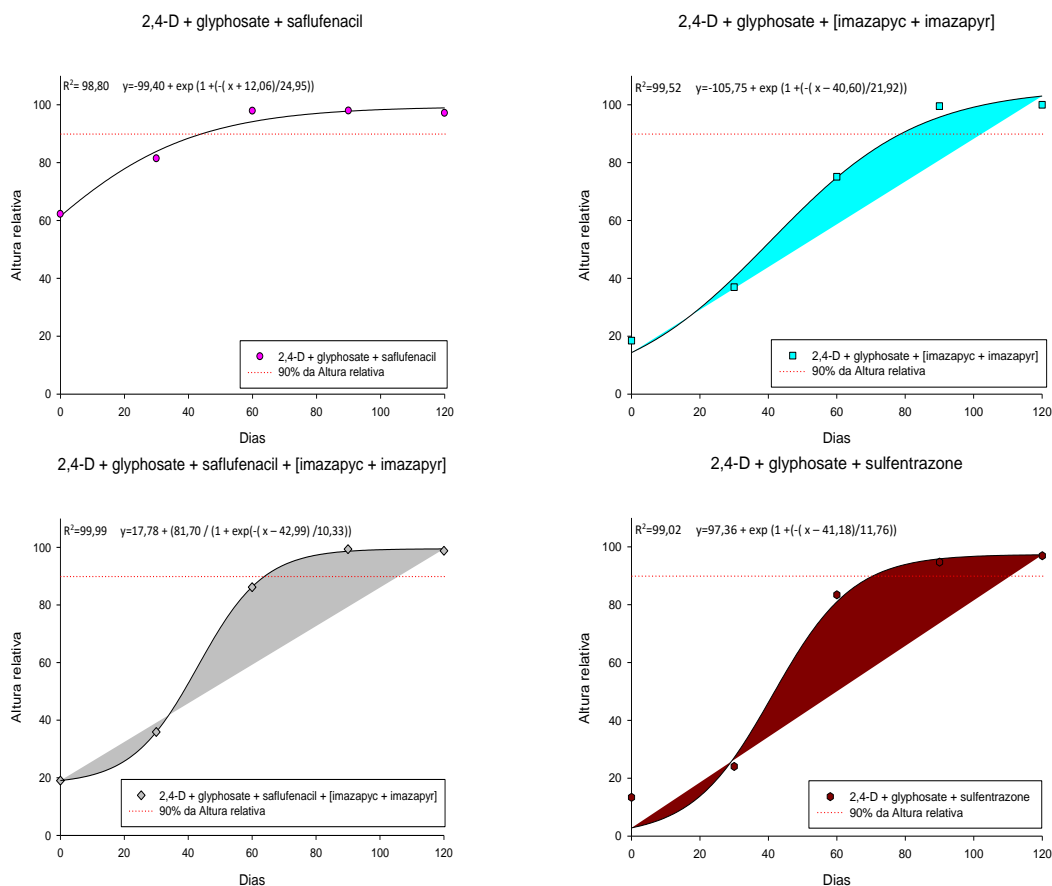 2,4-D + glyphosate + saflufenacil
R²= 98,80 y=-99,40 + exp (1 +(-( x + 12,06)/24,95))
100
80
60
40
20
0
Altura relativa
2,4-D + glyphosate + saflufenacil
90% da Altura relativa
0 20 40 60 80 100 120
Dias
2,4-D + glyphosate + [imazapyc + imazapyr]
R²=99,52 y=-105,75 + exp (1 +(-( x – 40,60)/21,92))
100
80
60
40
20
0
Altura relativa
2,4-D + glyphosate + [imazapyc + imazapyr]
90% da Altura relativa
0 20 40 60 80 100 120
Dias
2,4-D + glyphosate + saflufenacil + [imazapyc + imazapyr]
R²=99,99 y=17,78 + (81,70 / (1 + exp(-( x – 42,99) /10,33))
100
80
60
40
20
0
Altura relativa
2,4-D + glyphosate + saflufenacil + [imazapyc + imazapyr]
90% da Altura relativa
0 20 40 60 80 100 120
Dias
2,4-D + glyphosate + sulfentrazone
R²=99,02 y=97,36 + exp (1 +(-( x – 41,18)/11,76))
100
80
60
40
20
0
Altura relativa
2,4-D + glyphosate + sulfentrazone
90% da Altura relativa
0 20 40 60 80 100 120
Dias